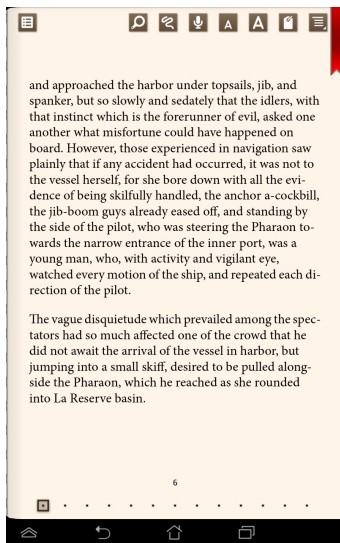 A
A
and approached the harbor under topsails, jib, and
spanker, but so slowly and sedately that the idlers, with
that instinct which is the forerunner of evil, asked one
another what misfortune could have happened on
board. However, those experienced in navigation saw
plainly that if any accident had occurred, it was not to
the vessel herself, for she bore down with all the evi-
dence of being skilfully handled, the anchor a-cockbill,
the jib-boom guys already eased off, and standing by
the side of the pilot, who was steering the Pharaon to-
wards the narrow entrance of the inner port, was a
young man, who, with activity and vigilant eye,
watched every motion of the ship, and repeated each di-
rection of the pilot.
The vague disquietude which prevailed among the spec-
tators had so much affected one of the crowd that he
did not await the arrival of the vessel in harbor, but
jumping into a small skiff, desired to be pulled along-
side the Pharaon, which he reached as she rounded
into La Reserve basin.
6